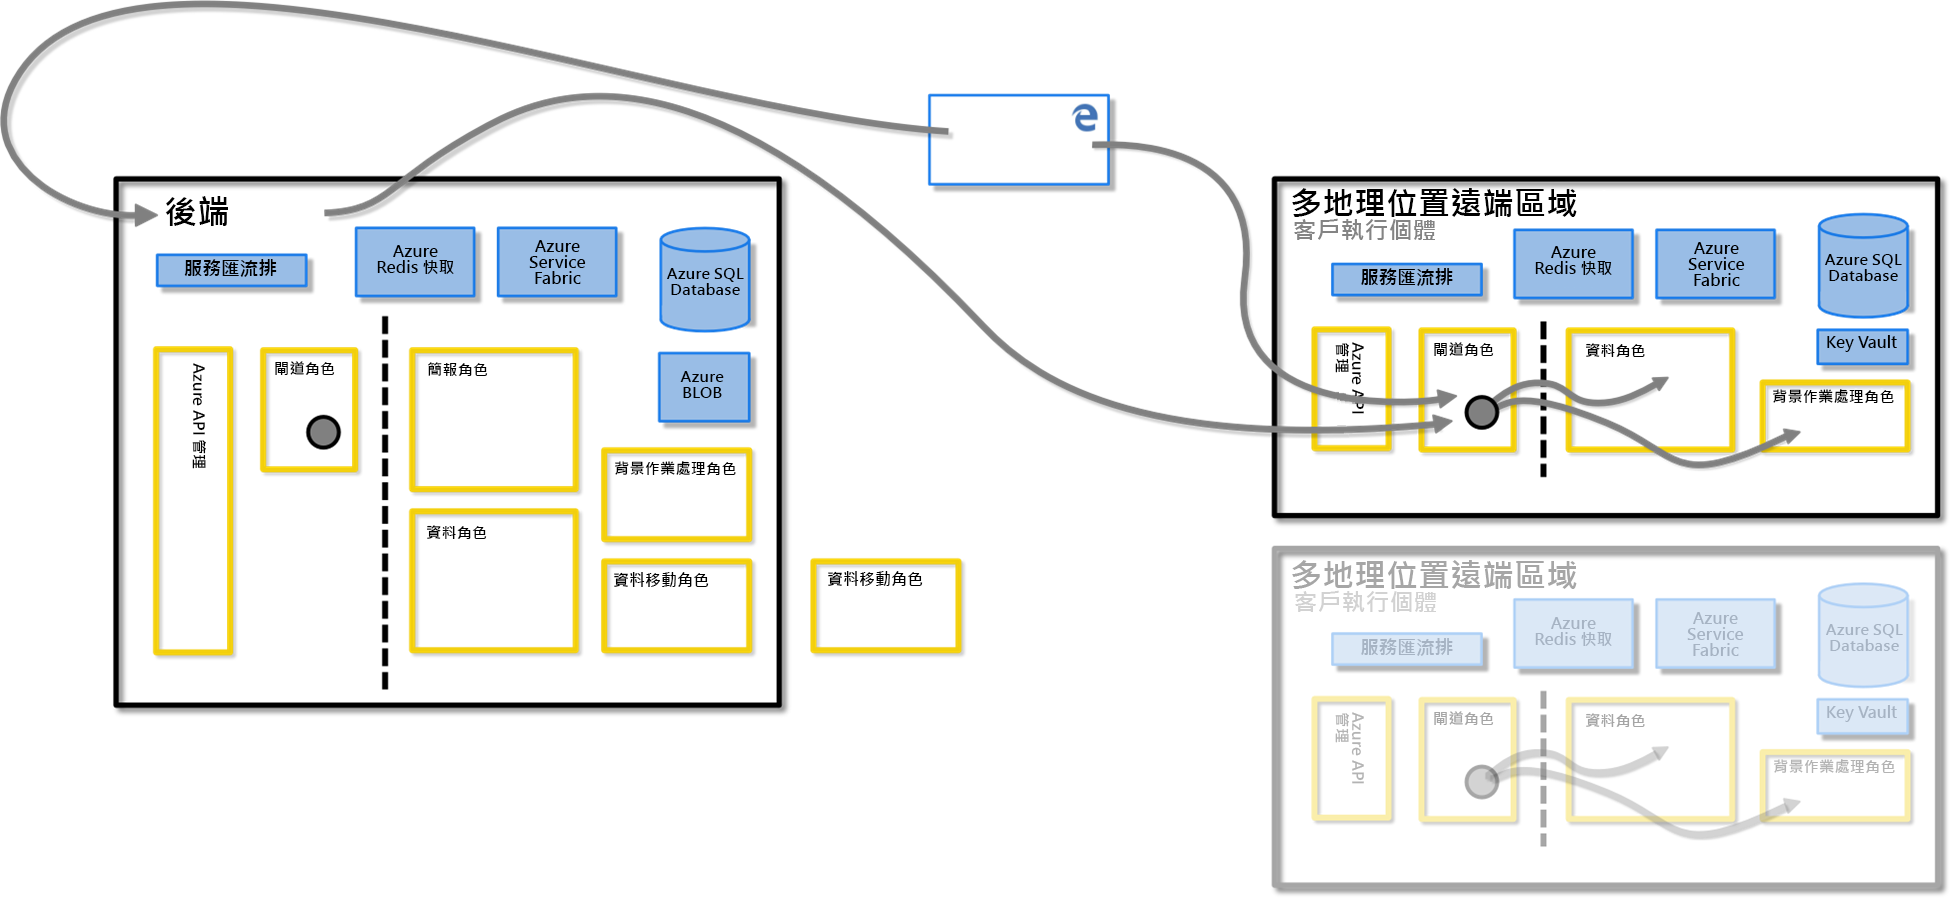 後端
服務匯流排
Azure
Redis 快取
Azure
Service
Fabric
Azure SQL
Database
Azure
BLOB
Azure API 管理
閘道角色
簡報角色
資料角色
背景作業處理角色
資料移動角色
資料移動角色
多地理位置遠端區域
客戶執行個體
服務匯流排
Azure
Redis 快取
Azure
Service
Fabric
Azure SQL
Database
Key Vault
Azure API
管理
閘道角色
資料角色
背景作業處理角色
多地理位置遠端區域
客戶執行個體
服務匯流排
Azure
Redis 快取
Azure
Service
Fabric
Azure SQL
Database
Key Vault
Azure API
管理
閘道角色
資料角色
背景作業處理角色